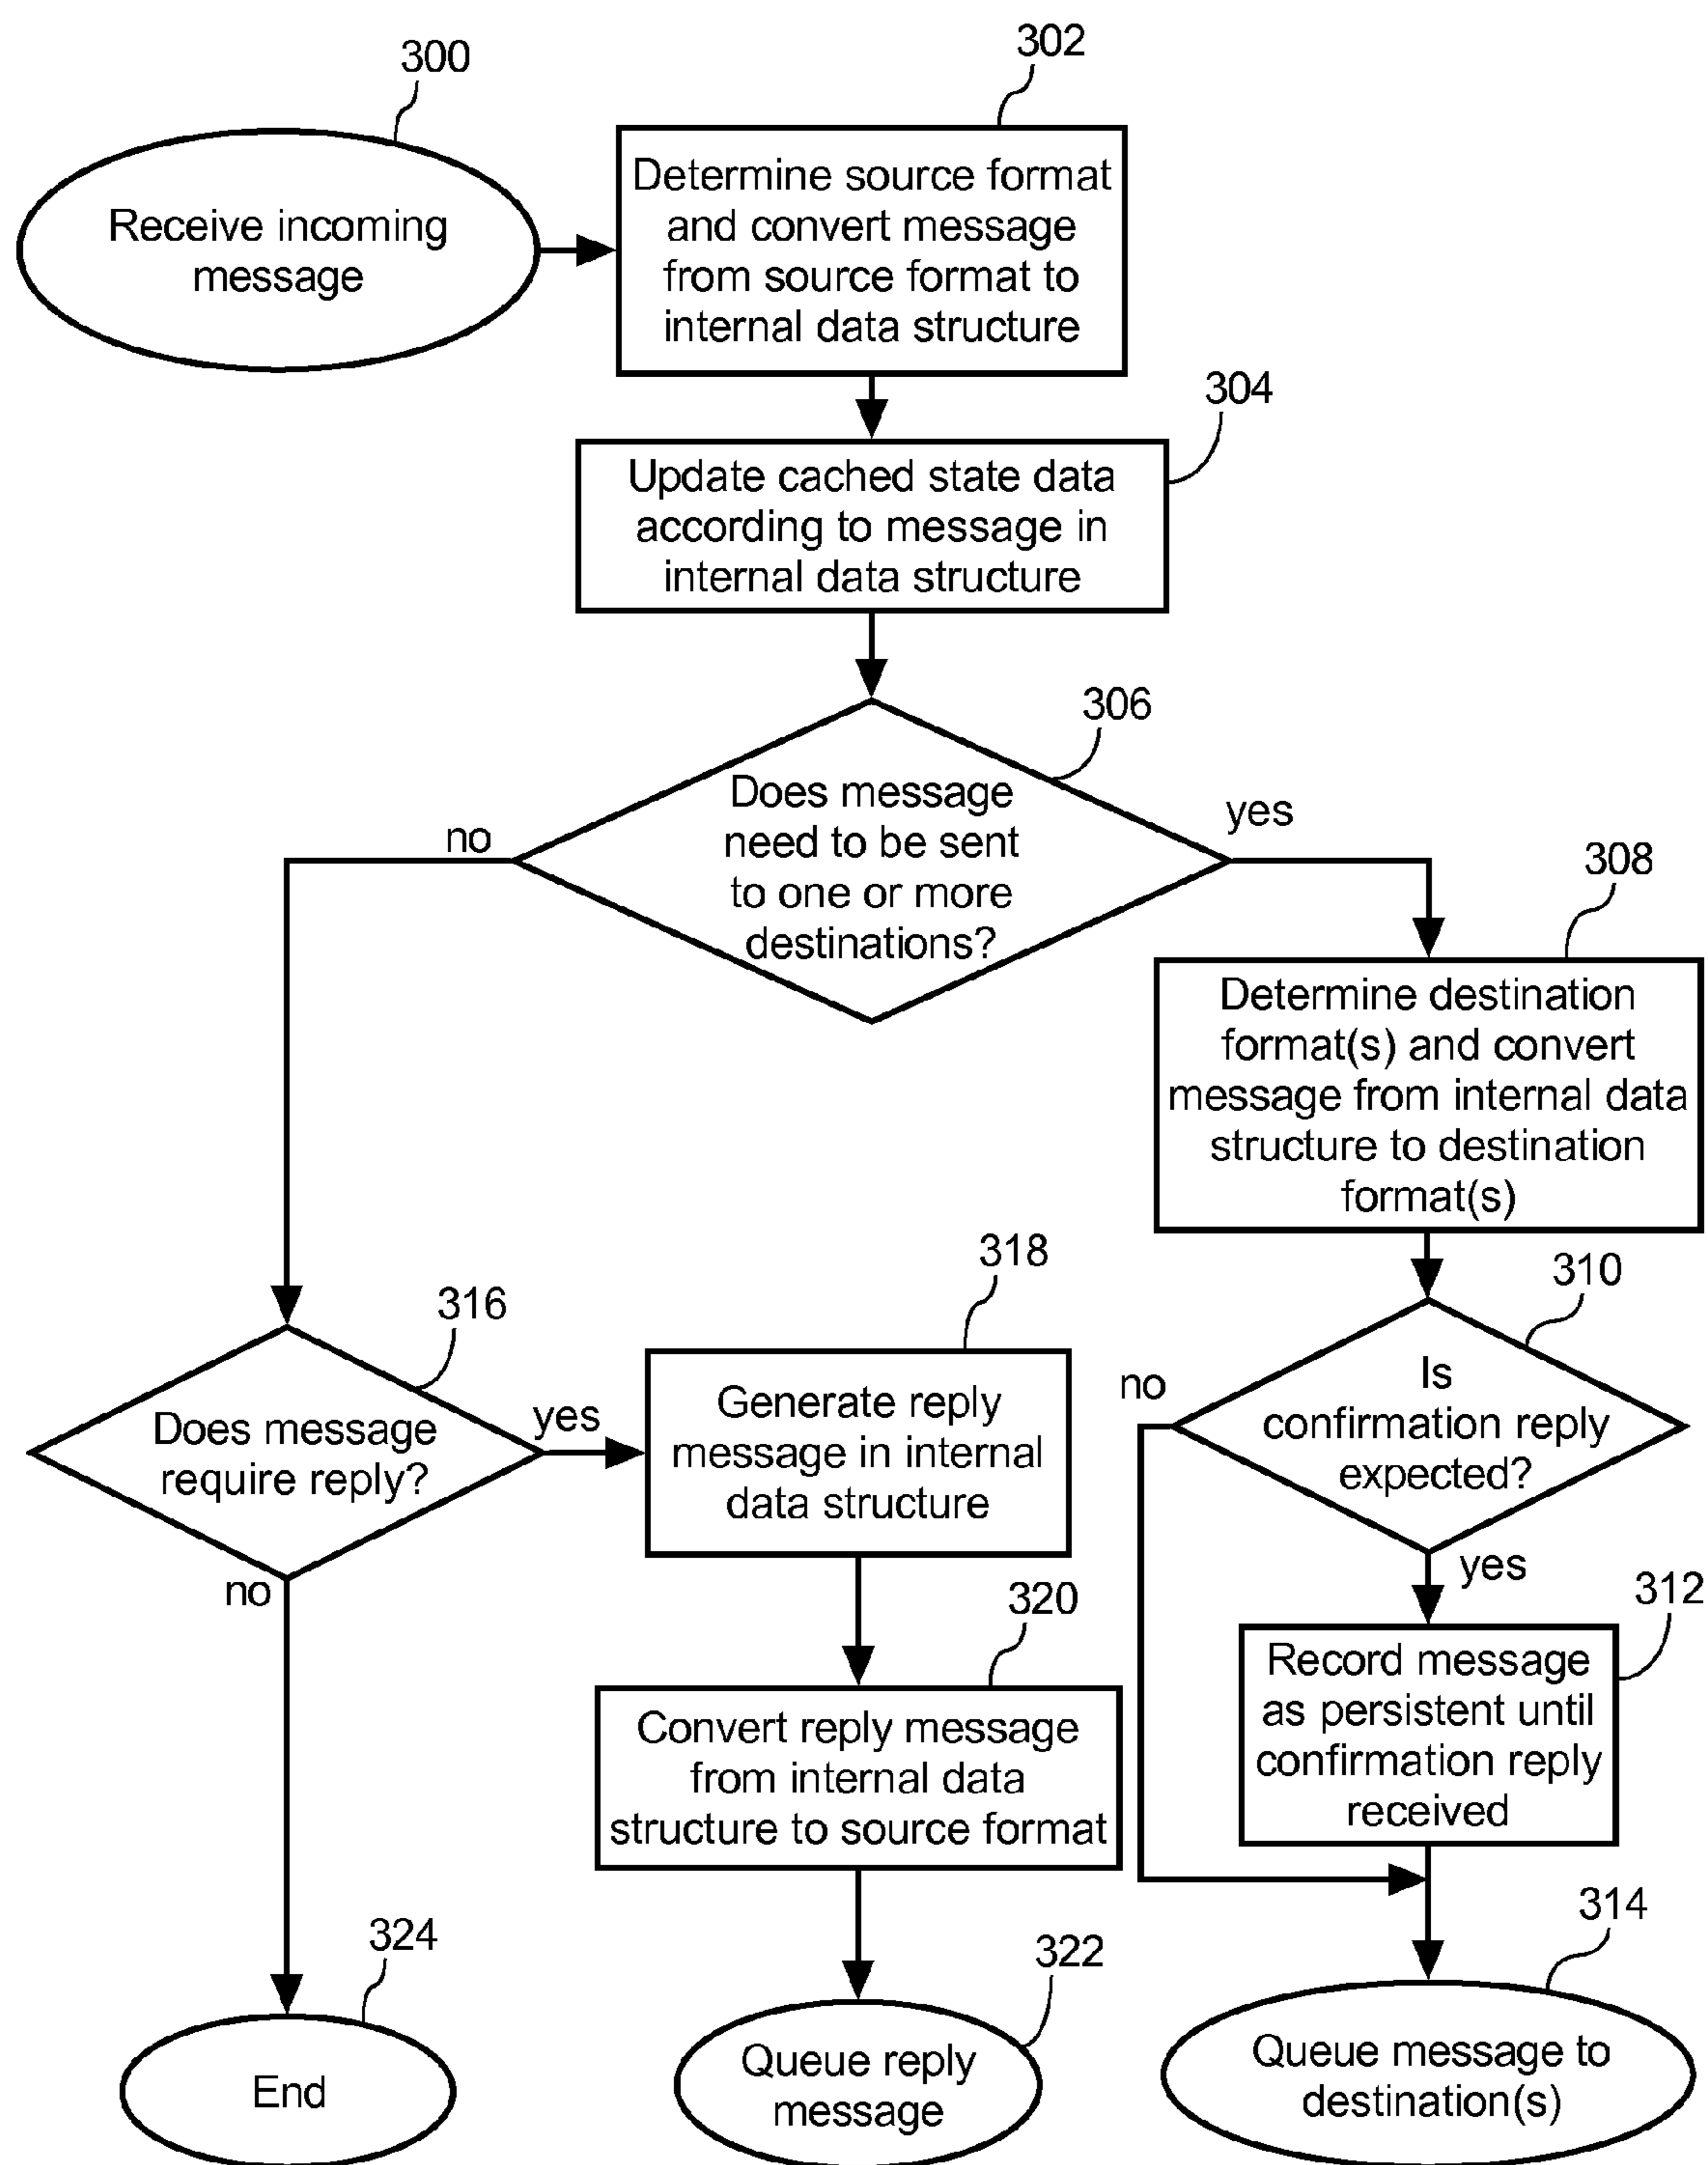 300
302
Receive incoming
message
Determine source format
and convert message
from source format to
internal data structure
304
Update cached state data
according to message in
internal data structure
306
Does message
need to be sent
to one or more
destinations?
no
yes
308
Determine destination
format(s) and convert
message from internal data
structure to destination
format(s)
310
Is
confirmation reply
expected?
no
yes
312
Record message
as persistent until
confirmation reply
received
314
Queue message to
destination(s)
316
Does message
require reply?
yes
no
318
Generate reply
message in internal
data structure
320
Convert reply message
from internal data
structure to source format
322
Queue reply
message
324
End